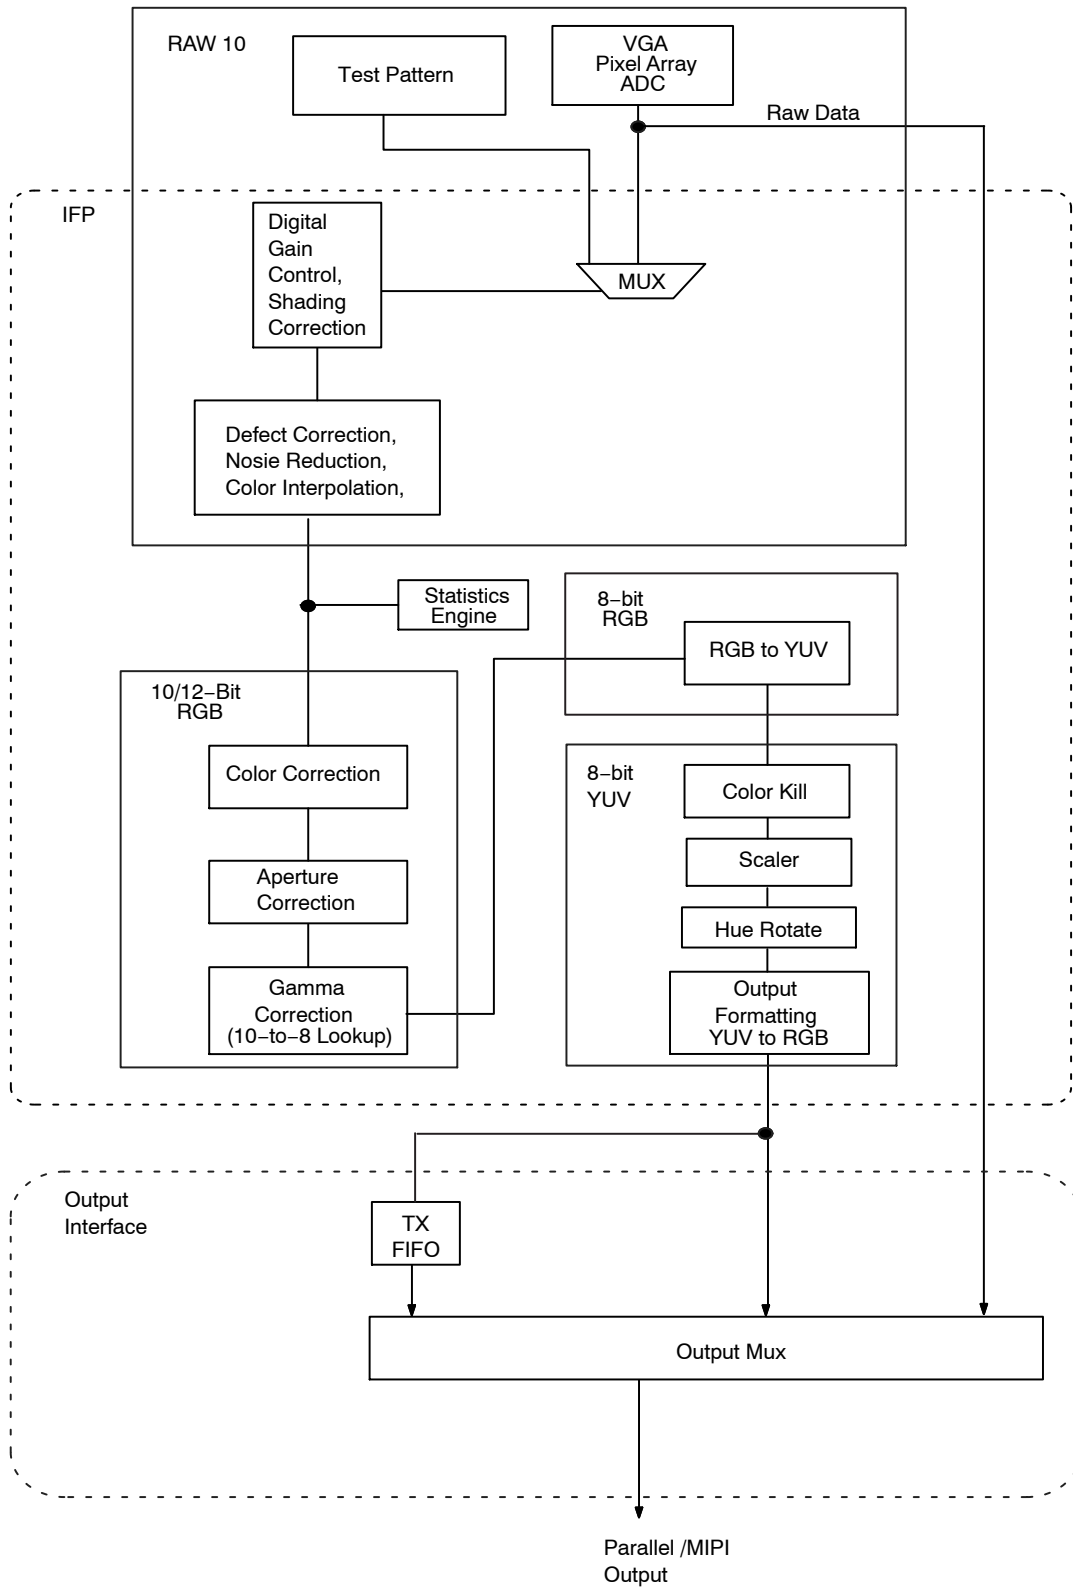 RAW 10
Test Pattern
VGA
Pixel Array
ADC
Raw Data
IFP
Digital
Gain
Control,
Shading
Correction
MUX
Defect Correction,
Nosie Reduction,
Color Interpolation,
Statistics
Engine
8−bit
RGB
RGB to YUV
10/12−Bit
RGB
Color Correction
Aperture
Correction
Gamma
Correction
(10−to−8 Lookup)
8−bit
YUV
Color Kill
Scaler
Hue Rotate
Output
Formatting
YUV to RGB
Output
Interface
TX
FIFO
Output Mux
Parallel /MIPI
Output